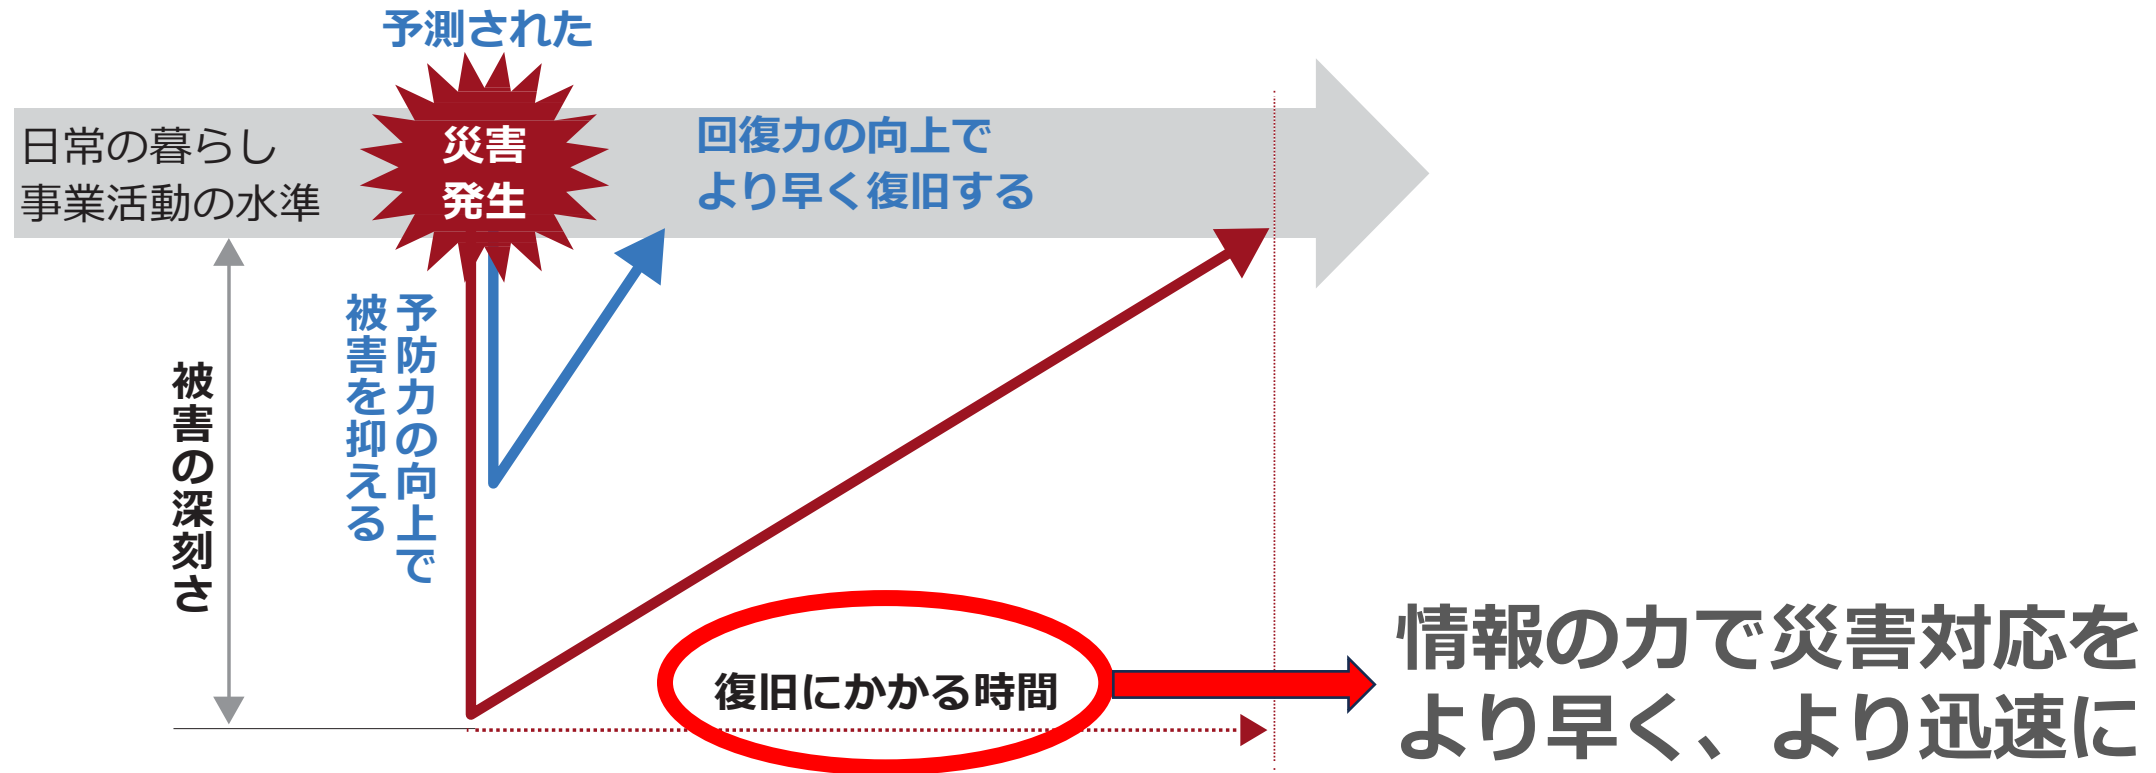 予測された
災害
発生
日常の暮らし
事業活動の水準
回復力の向上で
より早く復旧する
予防力の向上で
被害を抑える
被害の深刻さ
復旧にかかる時間
情報の力で災害対応を
より早く、より迅速に